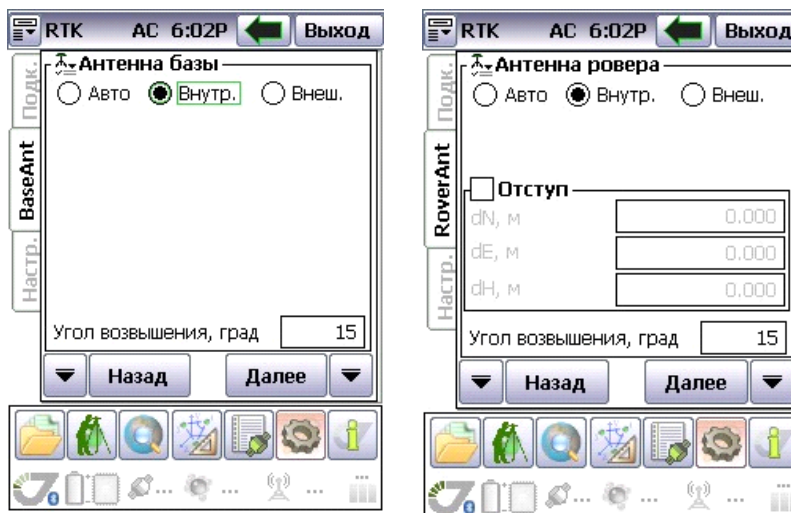 RTK AC 6:02P Выход
Антенна базы
Авто Внутр. Внеш.
Подк.
BaseAnt
Настр.
Угол возвышения, град 15
Назад Далее
... ... ...
RTK AC 6:02P Выход
Антенна ровера
Авто Внутр. Внеш.
Подк.
RoverAnt
Настр.
Отступ
dN, м 0.000
dE, м 0.000
dH, м 0.000
Угол возвышения, град 15
Назад Далее
... ... ...